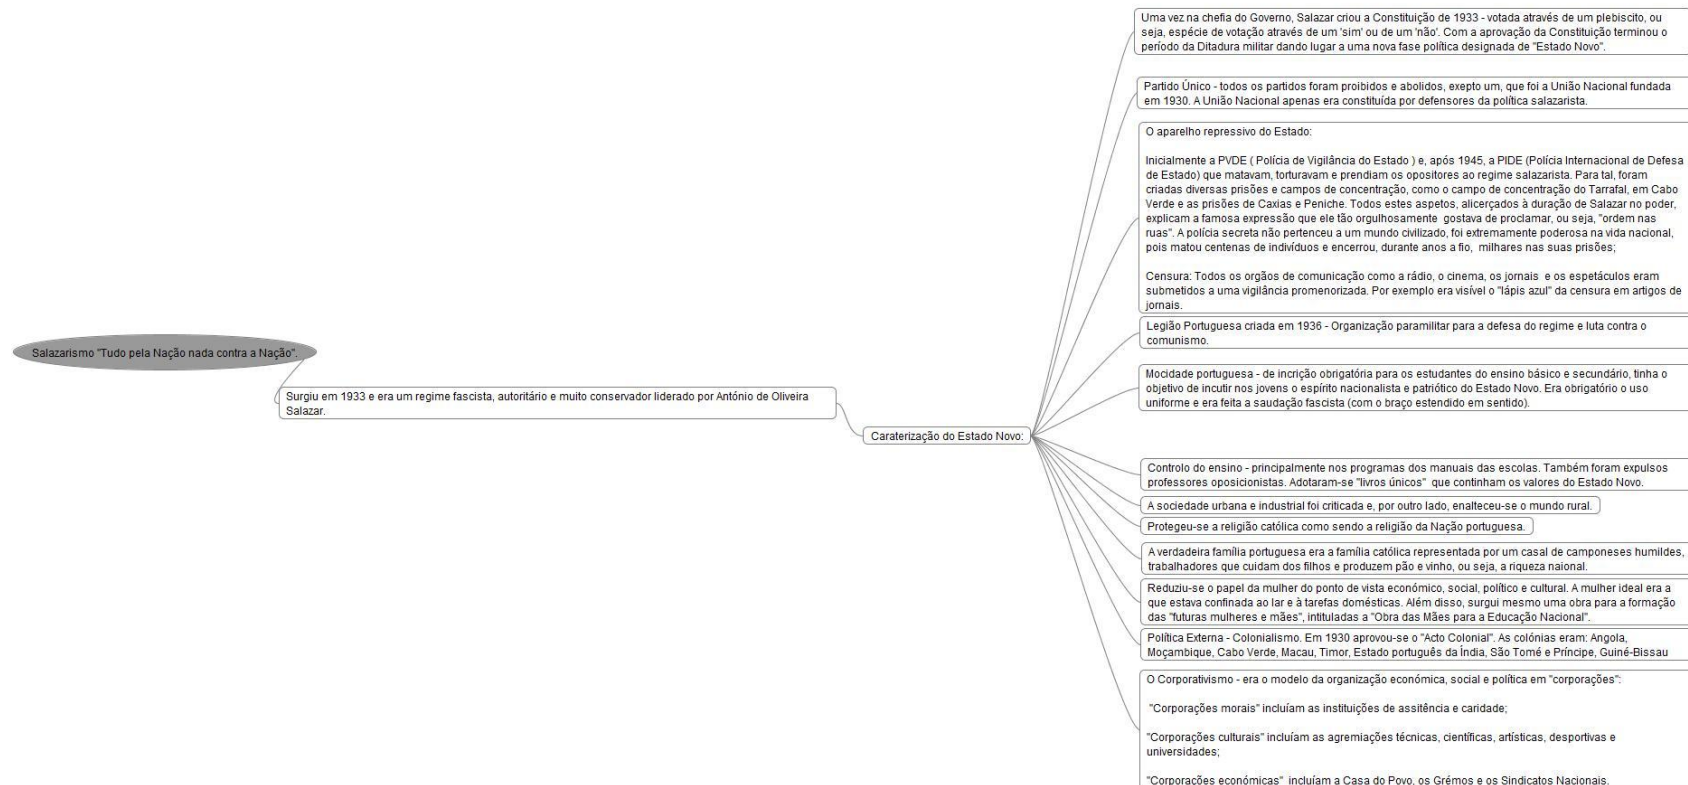 Salazarismo "Tudo pela Nação nada contra a Nação".
Surgiu em 1933 e era um regime fascista, autoritário e muito conservador liderado por António de Oliveira
Salazar.
Caraterização do Estado Novo:
Uma vez na chefia do Governo, Salazar criou a Constituição de 1933 - votada através de um plebiscito, ou
seja, espécie de votação através de um 'sim' ou de um 'não'. Com a aprovação da Constituição terminou o
período da Ditadura militar dando lugar a uma nova fase política designada de "Estado Novo".
Partido Único - todos os partidos foram proibidos e abolidos, exepto um, que foi a União Nacional fundada
em 1930. A União Nacional apenas era constituída por defensores da política salazarista.
O aparelho repressivo do Estado:
Inicialmente a PVDE ( Polícia de Vigilância do Estado ) e, após 1945, a PIDE (Polícia Internacional de Defesa
de Estado) que matavam, torturavam e prendiam os opositores ao regime salazarista. Para tal, foram
criadas diversas prisões e campos de concentração, como o campo de concentração do Tarrafal, em Cabo
Verde e as prisões de Caxias e Peniche. Todos estes aspetos, alicerçados à duração de Salazar no poder,
explicam a famosa expressão que ele tão orgulhosamente gostava de proclamar, ou seja, "ordem nas
ruas". A polícia secreta não pertenceu a um mundo civilizado, foi extremamente poderosa na vida nacional,
pois matou centenas de indivíduos e encerrou, durante anos a fio, milhares nas suas prisões;
Censura: Todos os orgãos de comunicação como a rádio, o cinema, os jornais e os espetáculos eram
submetidos a uma vigilância promenorizada. Por exemplo era visível o "lápis azul" da censura em artigos de
jornais.
Legião Portuguesa criada em 1936 - Organização paramilitar para a defesa do regime e luta contra o
comunismo.
Mocidade portuguesa - de incrição obrigatória para os estudantes do ensino básico e secundário, tinha o
objetivo de incutir nos jovens o espírito nacionalista e patriótico do Estado Novo. Era obrigatório o uso
uniforme e era feita a saudação fascista (com o braço estendido em sentido).
Controlo do ensino - principalmente nos programas dos manuais das escolas. Também foram expulsos
professores oposicionistas. Adotaram-se "livros únicos" que continham os valores do Estado Novo.
A sociedade urbana e industrial foi criticada e, por outro lado, enalteceu-se o mundo rural.
Protegeu-se a religião católica como sendo a religião da Nação portuguesa.
A verdadeira família portuguesa era a família católica representada por um casal de camponeses humildes,
trabalhadores que cuidam dos filhos e produzem pão e vinho, ou seja, a riqueza naional.
Reduziu-se o papel da mulher do ponto de vista económico, social, político e cultural. A mulher ideal era a
que estava confinada ao lar e à tarefas domésticas. Além disso, surgui mesmo uma obra para a formação
das "futuras mulheres e mães", intituladas a "Obra das Mães para a Educação Nacional".
Política Externa - Colonialismo. Em 1930 aprovou-se o "Acto Colonial". As colónias eram: Angola,
Moçambique, Cabo Verde, Macau, Timor, Estado português da Índia, São Tomé e Príncipe, Guiné-Bissau
O Corporativismo - era o modelo da organização económica, social e política em "corporações":
"Corporações morais" incluíam as instituições de assitência e caridade;
"Corporações culturais" incluíam as agremiações técnicas, científicas, artísticas, desportivas e
universidades;
"Corporações económicas" incluíam a Casa do Povo, os Grémos e os Sindicatos Nacionais.